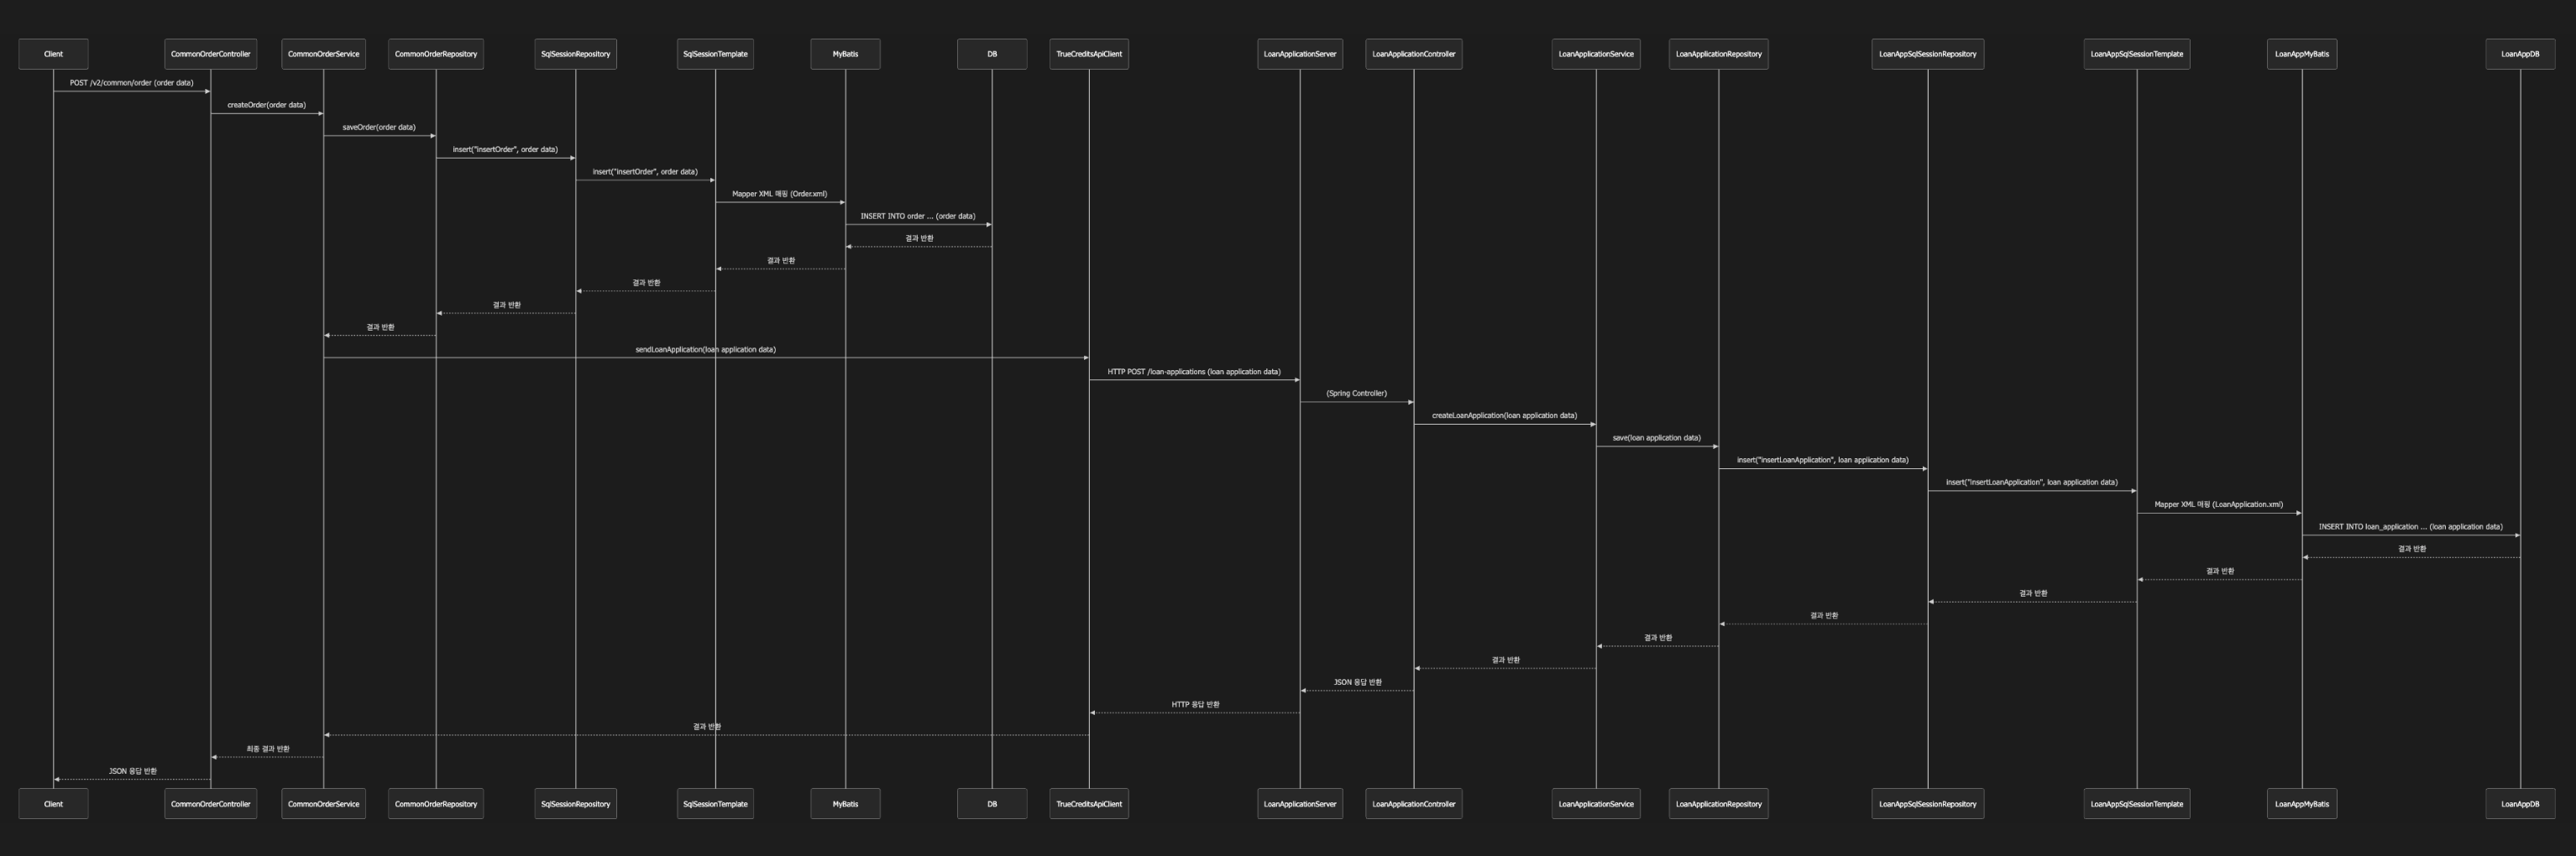 Client
CommonOrderController
CommonOrderService
CommonOrderRepository
SqlSessionRepository
SqlSessionTemplate
MyBatis
DB
TrueCreditsApiClient
LoanApplicationServer
LoanApplicationController
LoanApplicationService
LoanApplicationRepository
LoanAppSqlSessionRepository
LoanAppSqlSessionTemplate
LoanAppMyBatis
LoanAppDB
POST /v2/common/order (order data)
createOrder(order data)
saveOrder(order data)
insert("insertOrder", order data)
insert("insertOrder", order data)
Mapper XML 매핑 (Order.xml)
INSERT INTO order ... (order data)
결과 반환
결과 반환
결과 반환
결과 반환
결과 반환
sendLoanApplication(loan application data)
HTTP POST /loan-applications (loan application data)
(Spring Controller)
createLoanApplication(loan application data)
save(loan application data)
insert("insertLoanApplication", loan application data)
insert("insertLoanApplication", loan application data)
Mapper XML 매핑 (LoanApplication.xml)
INSERT INTO loan_application ... (loan application data)
결과 반환
결과 반환
결과 반환
결과 반환
결과 반환
결과 반환
JSON 응답 반환
HTTP 응답 반환
결과 반환
최종 결과 반환
JSON 응답 반환
Client
CommonOrderController
CommonOrderService
CommonOrderRepository
SqlSessionRepository
SqlSessionTemplate
MyBatis
DB
TrueCreditsApiClient
LoanApplicationServer
LoanApplicationController
LoanApplicationService
LoanApplicationRepository
LoanAppSqlSessionRepository
LoanAppSqlSessionTemplate
LoanAppMyBatis
LoanAppDB